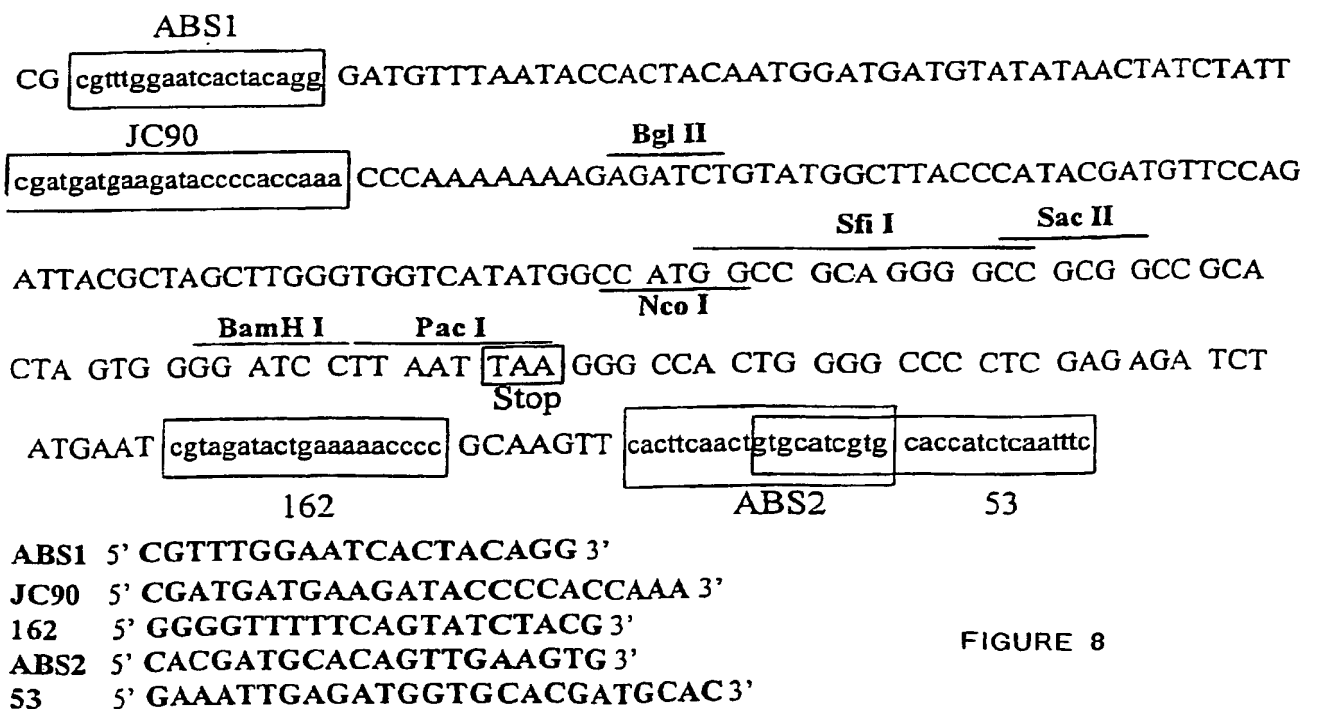 ABS1
CG cgtttggaatcactacagg GATGTTTAATACCACTACAATGGATGATGTATATAACTATCTATT
JC90 Bgl II
cgatgatgaagataccccaccaaa CCCAAAAAAAGAGATCTGTATGGCTTACCCATACGATGTTCCAG
Sfi I Sac II
ATTACGCTAGCTTGGGTGGTCATATGGCC ATG GCC GCA GGG GCC GCG GCC GCA
Nco I
BamH I Pac I
CTA GTG GGG ATC CTT AAT TAA GGG CCA CTG GGG CCC CTC GAG AGA TCT
Stop
ATGAAT cgtagatactgaaaaacccc GCAAGTT cacttcaactgtgcatcgtg caccatctcaatttc
162 ABS2 53
ABS1 5' CGTTTGGAATCACTACAGG 3'
JC90 5' CGATGATGAAGATACCCCACCAAA 3'
162 5' GGGGTTTTTCAGTATCTACG 3'
ABS2 5' CACGATGCACAGTTGAAGTG 3'
53 5' GAAATTGAGATGGTGCACGATGCAC 3'
FIGURE 8